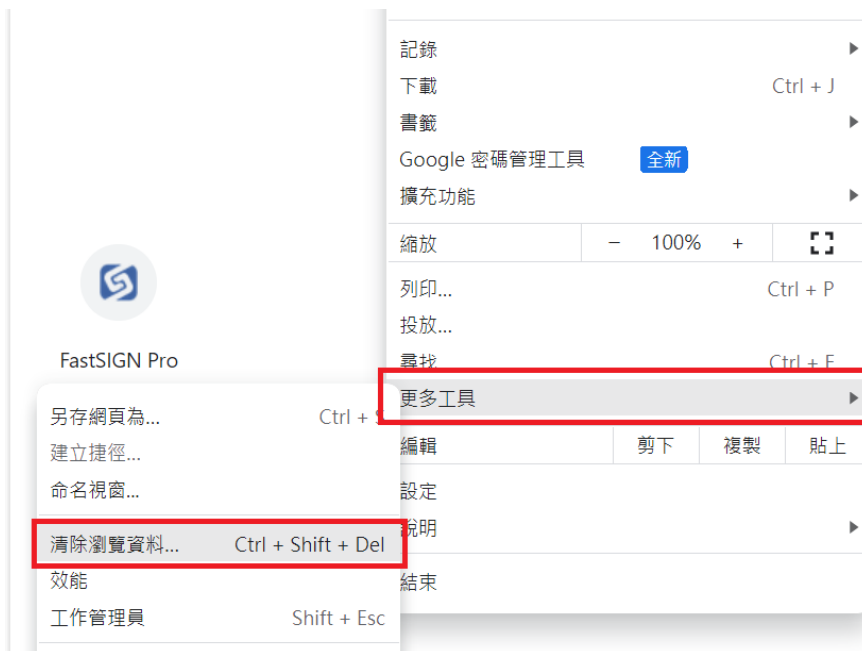 記錄
下載 Ctrl + J
書籤
Google 密碼管理工具 全新
擴充功能
縮放 − 100% +
列印... Ctrl + P
投放...
尋找 Ctrl + F
更多工具
編輯 剪下 複製 貼上
設定
說明
結束
FastSIGN Pro
另存網頁為... Ctrl + S
建立捷徑...
命名視窗...
清除瀏覽資料... Ctrl + Shift + Del
效能
工作管理員 Shift + Esc